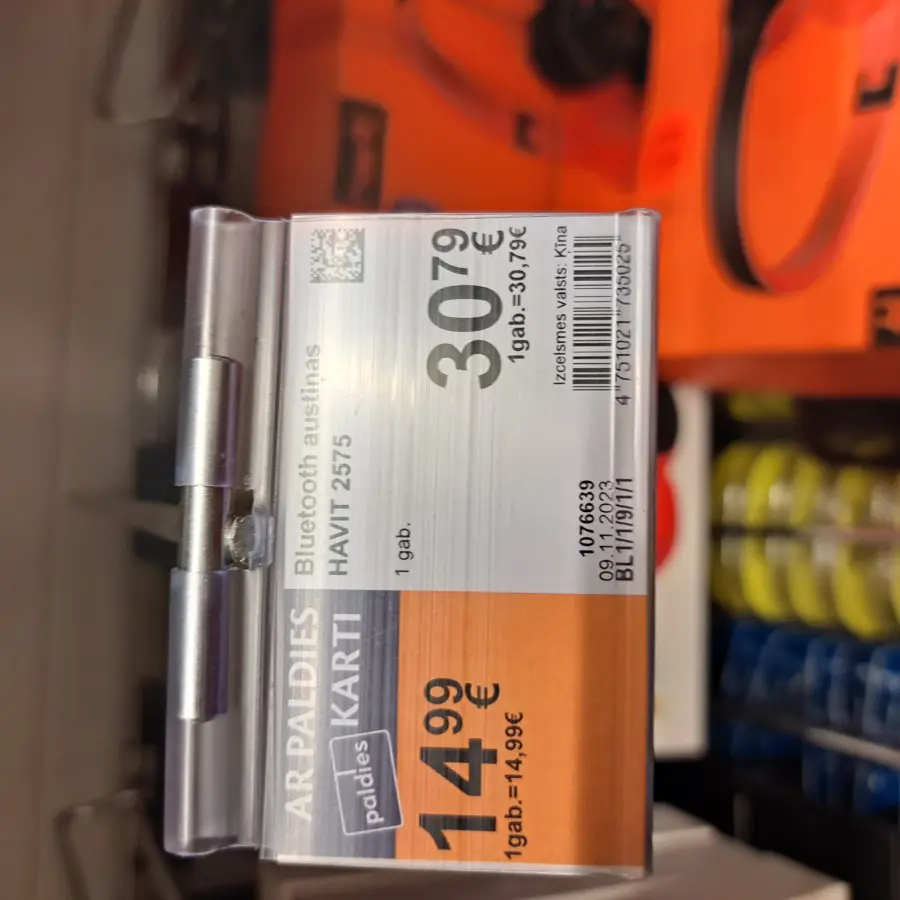 AR PALDIES
KARTI
paldies
14 99 €
1gab.=14,99€
Bluetooth austiņas
HAVIT 2575
1 gab.
30 79 €
1gab.=30,79€
1076639
09.11.2023
BL1/1/9/1/1
Izcelsmes valsts: Ķīna
4 751021 735025